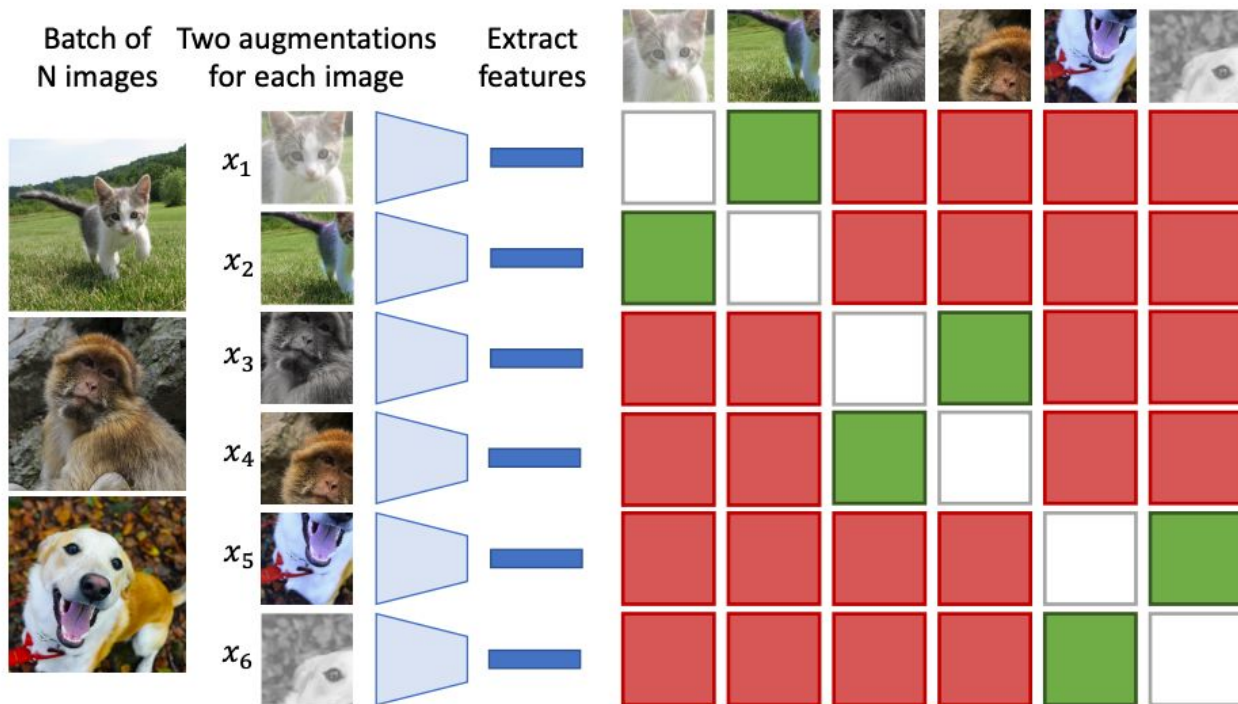 Batch of
N images
Two augmentations
for each image
Extract
features
x₁
x₂
x₃
x₄
x₅
x₆